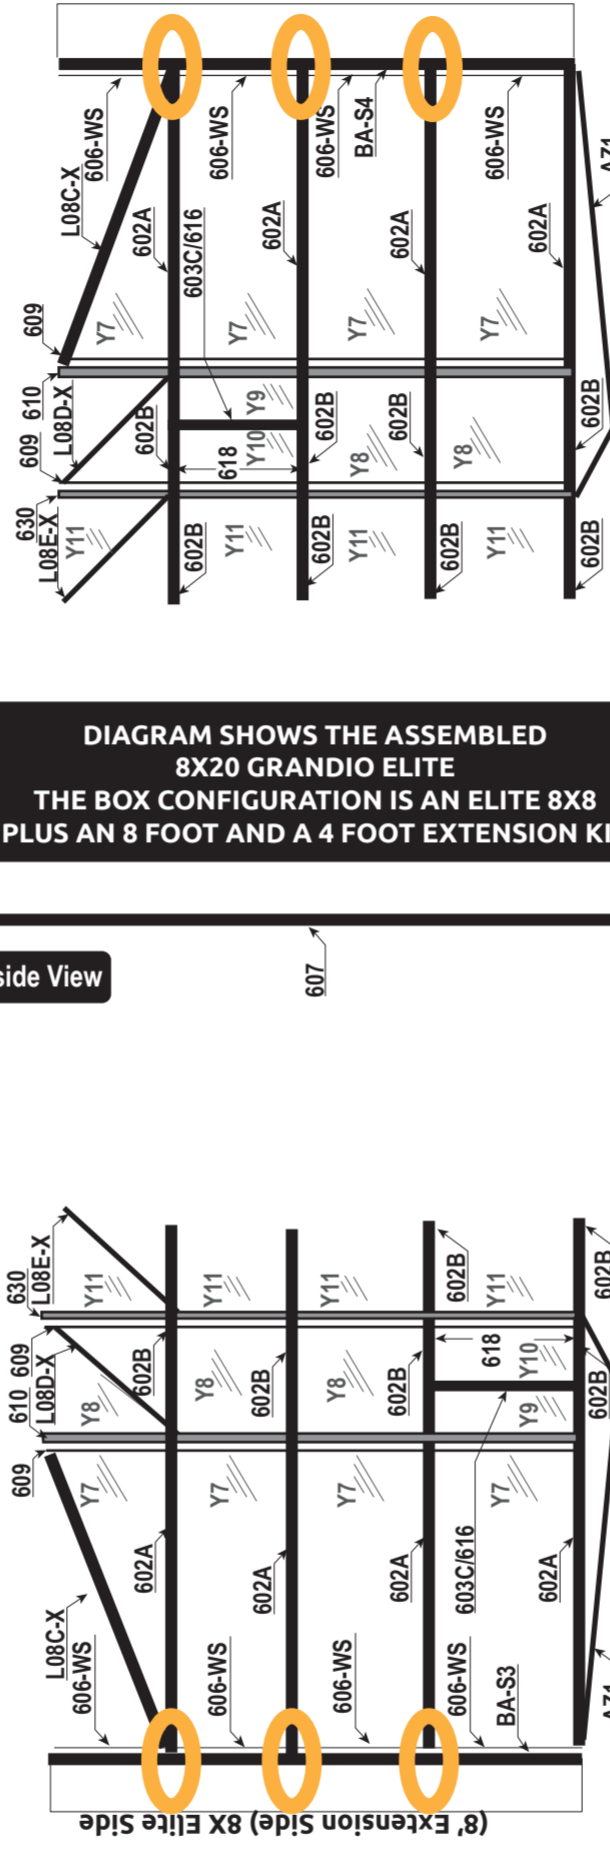 606-WS
606-WS
606-WS
BA-S4
606-WS
L08C-X
602A
603C/616
602A
602A
602A
609
Y7
Y7
Y7
Y7
610
L08D-X
602B
Y9
602B
602B
602B
609
Y10
618
Y8
Y8
630
L08E-X
Y11
602B
Y11
602B
Y11
602B
Y11
602B
DIAGRAM SHOWS THE ASSEMBLED
8X20 GRANDIO ELITE
THE BOX CONFIGURATION IS AN ELITE 8X8
PLUS AN 8 FOOT AND A 4 FOOT EXTENSION
side View
607
630
L08E-X
Y11
Y11
Y11
602B
Y11
602B
609
L08D-X
602B
618
610
Y8
Y8
602B
Y8
602B
Y10
Y9
602B
609
Y7
Y7
Y7
Y7
602A
602A
602A
603C/616
602A
L08C-X
606-WS
606-WS
606-WS
606-WS
BA-S3
(8' Extension Side) 8X Elite Side